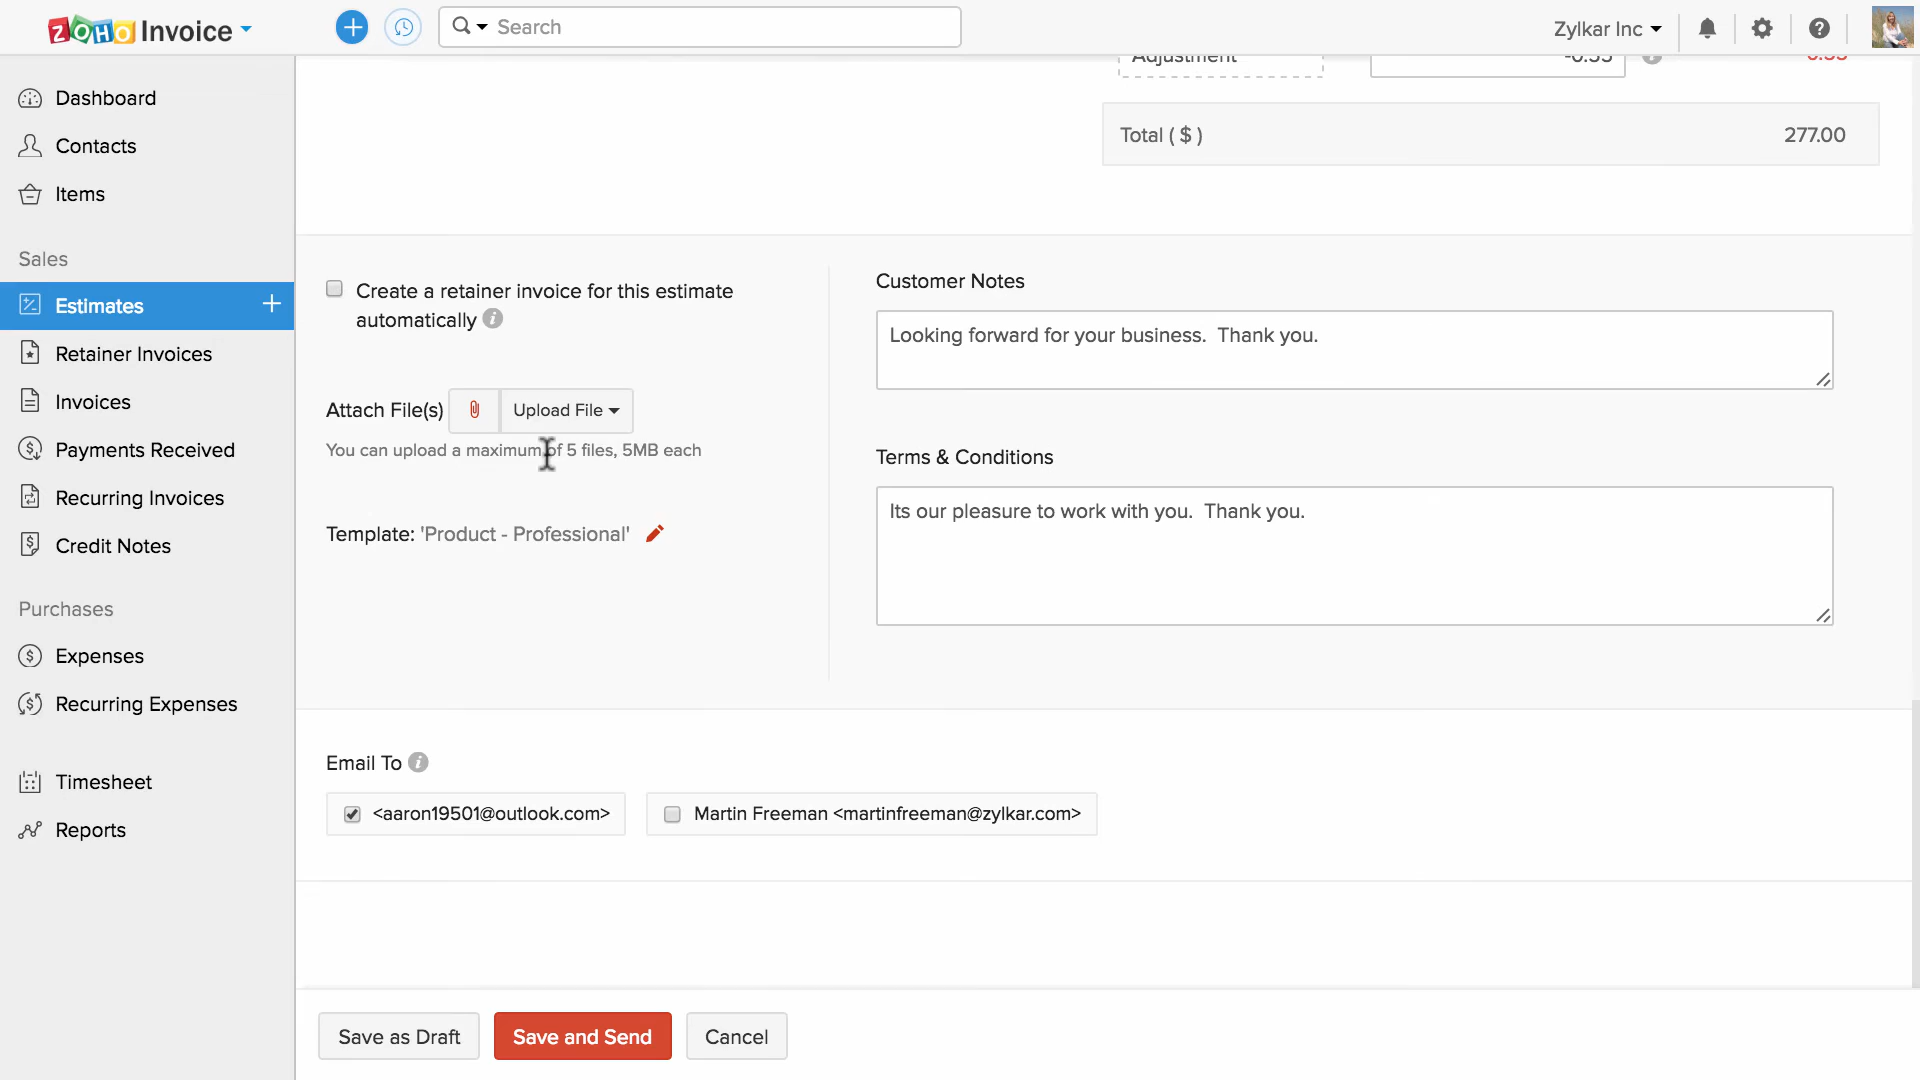 ZOHO Invoice
Search
Zylkar Inc
Dashboard
Contacts
Items
Sales
Estimates
Retainer Invoices
Invoices
Payments Received
Recurring Invoices
Credit Notes
Purchases
Expenses
Recurring Expenses
Timesheet
Reports
Adjustment
Total ( $ ) 277.00
Create a retainer invoice for this estimate
automatically
Attach File(s) Upload File
You can upload a maximum of 5 files, 5MB each
Template: 'Product - Professional'
Customer Notes
Looking forward for your business.  Thank you.
Terms & Conditions
Its our pleasure to work with you.  Thank you.
Email To
<aaron19501@outlook.com>
Martin Freeman <martinfreeman@zylkar.com>
Save as Draft
Save and Send
Cancel